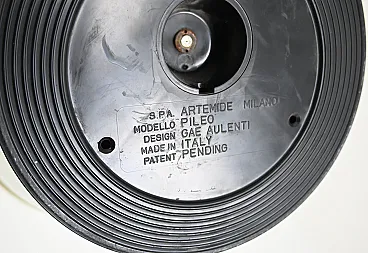 S.P.A. ARTEMIDE MILANO
MODELLO PILEO
DESIGN GAE AULENTI
MADE IN ITALY
PATENT PENDING